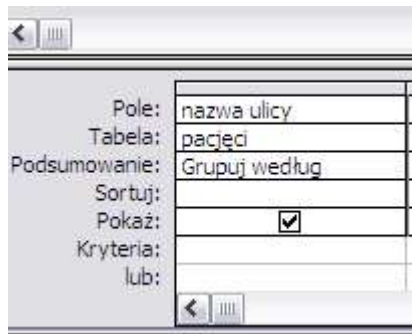 Pole: nazwa ulicy
Tabela: pacjęci
Podsumowanie: Grupuj według
Sortuj:
Pokaż:
Kryteria:
lub: